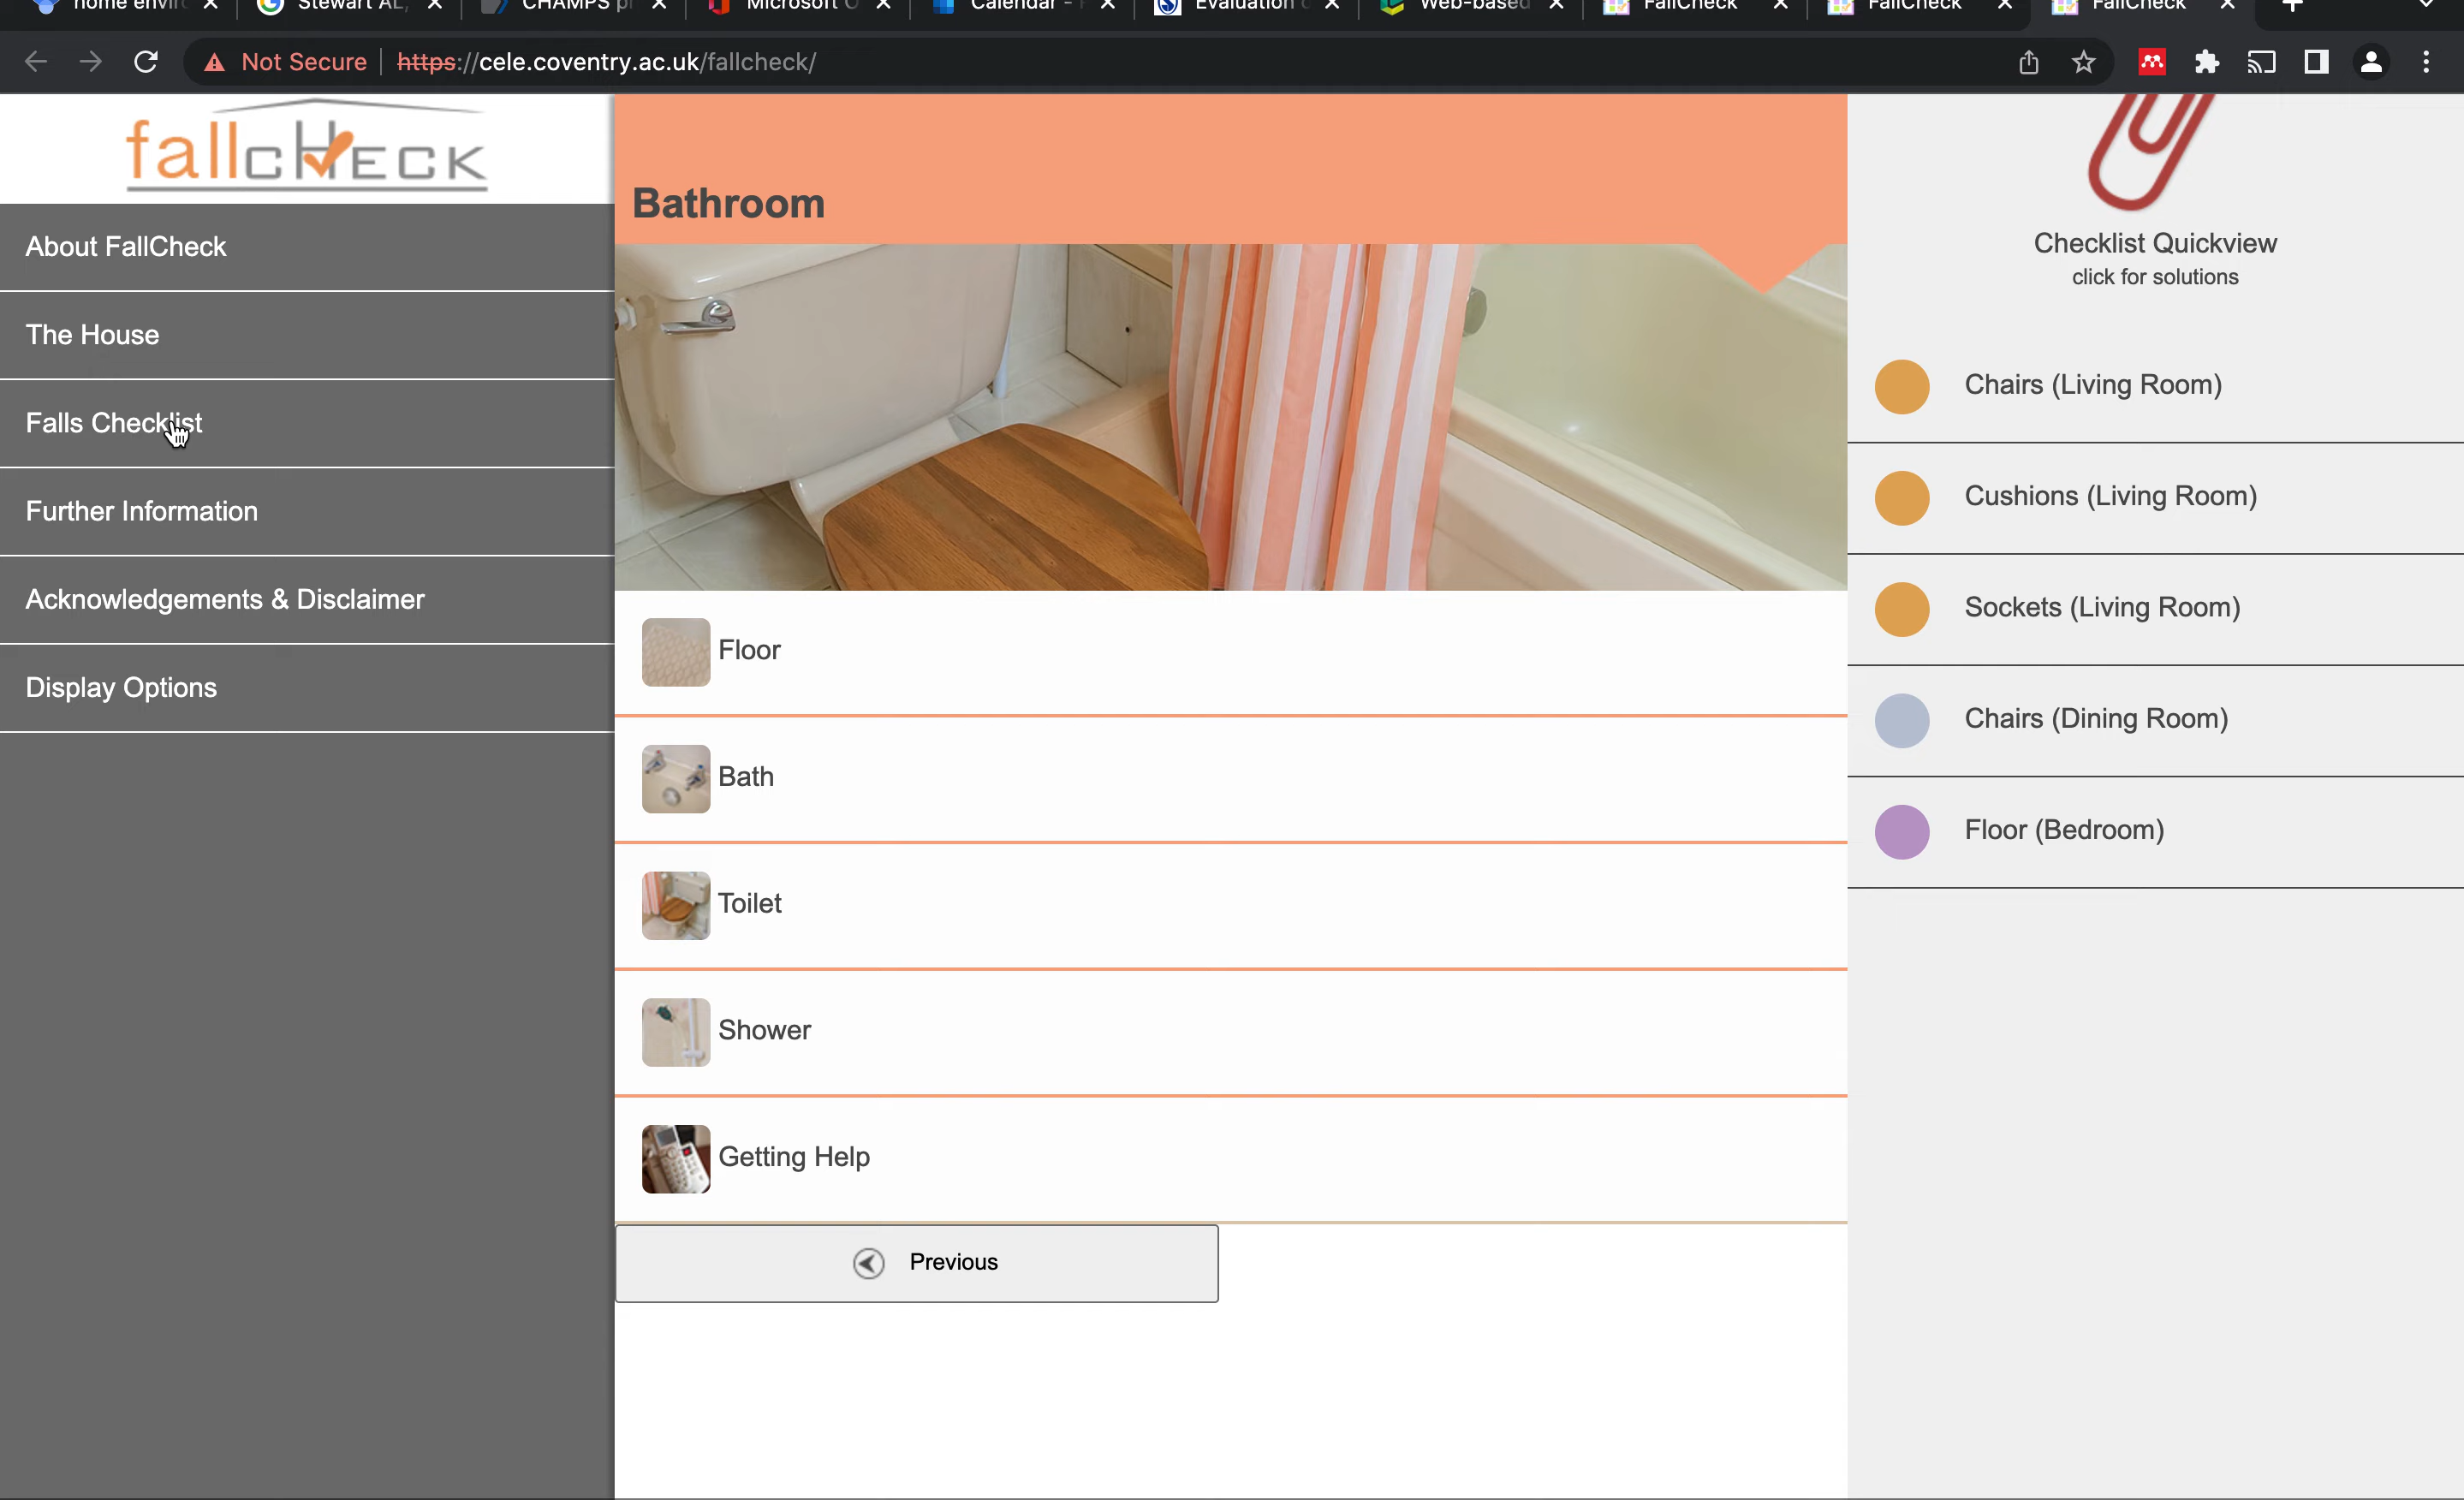 home enviro
Stewart AL,
CHAMPS pr
Microsoft O
Calendar -
Evaluation o
Web-based
FallCheck
FallCheck
FallCheck
Not Secure
https://cele.coventry.ac.uk/fallcheck/
fallCHECK
About FallCheck
The House
Falls Checklist
Further Information
Acknowledgements & Disclaimer
Display Options
Bathroom
Floor
Bath
Toilet
Shower
Getting Help
Previous
Checklist Quickview
click for solutions
Chairs (Living Room)
Cushions (Living Room)
Sockets (Living Room)
Chairs (Dining Room)
Floor (Bedroom)